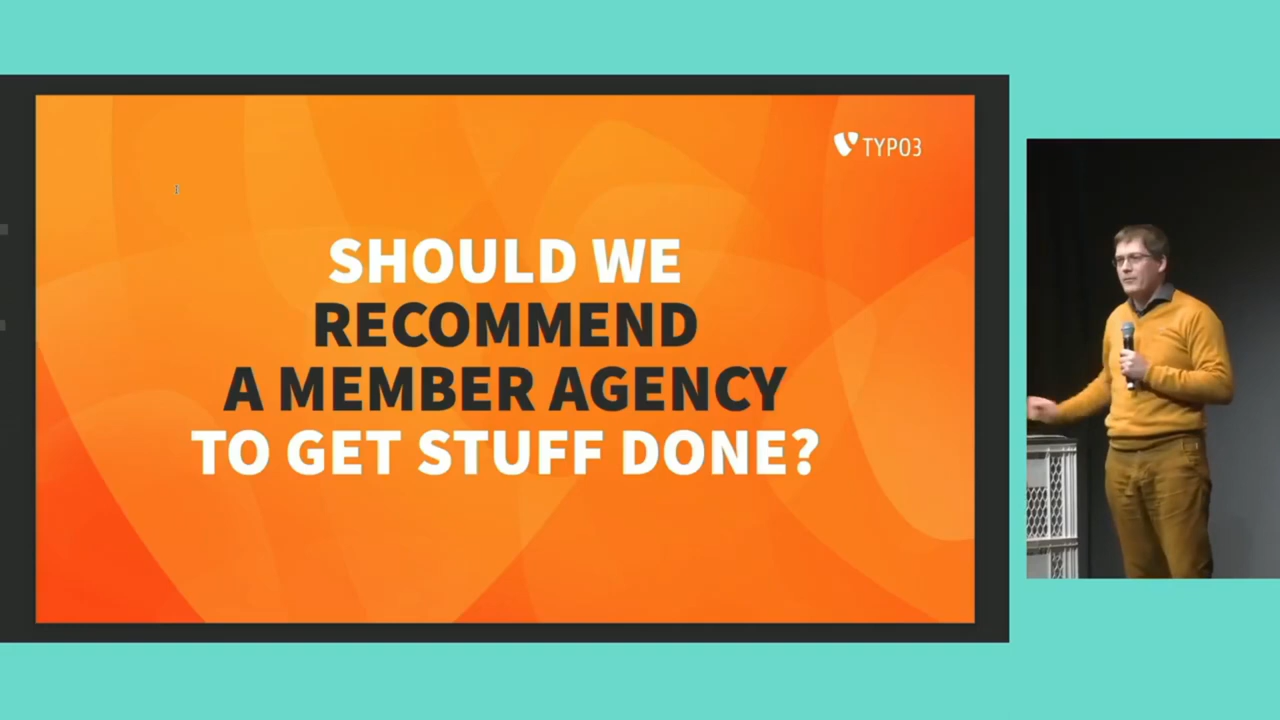 TYPO3
SHOULD WE
RECOMMEND
A MEMBER AGENCY
TO GET STUFF DONE?